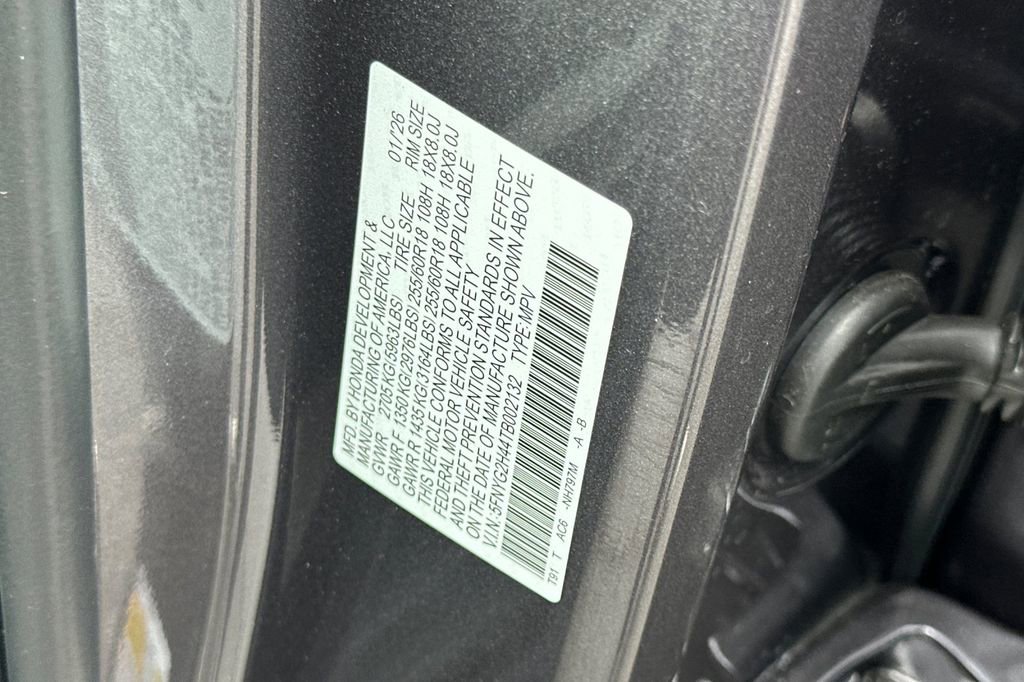 MFD. BY HONDA DEVELOPMENT &
MANUFACTURING OF AMERICA, LLC 01/26
GVWR 2705KG(5963LBS) TIRE SIZE RIM SIZE
GAWR F 1350KG(2976LBS) 255/60R18 108H 18X8.0J
GAWR R 1435KG(3164LBS) 255/60R18 108H 18X8.0J
THIS VEHICLE CONFORMS TO ALL APPLICABLE
FEDERAL MOTOR VEHICLE SAFETY
AND THEFT PREVENTION STANDARDS IN EFFECT
ON THE DATE OF MANUFACTURE SHOWN ABOVE.
V.I.N:5FNYG2H44TB002132 TYPE:MPV
T91 T AC6 -NH797M -A -B